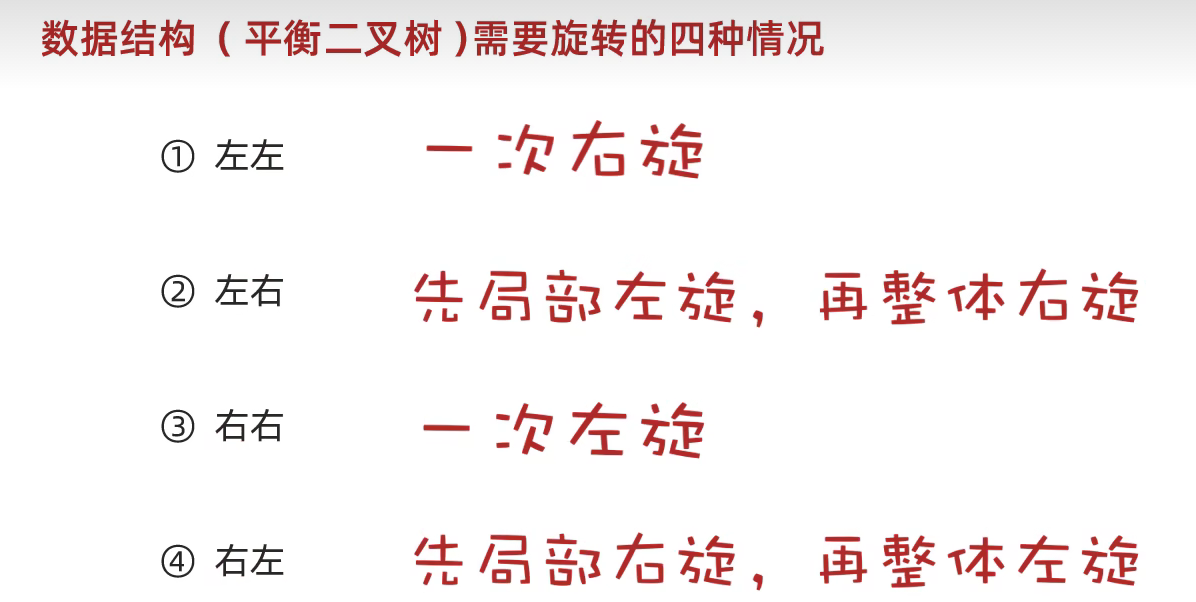 数据结构（平衡二叉树)需要旋转的四种情况
① 左左 一次右旋
② 左右 先局部左旋，再整体右旋
③ 右右 一次左旋
④ 右左 先局部右旋，再整体左旋